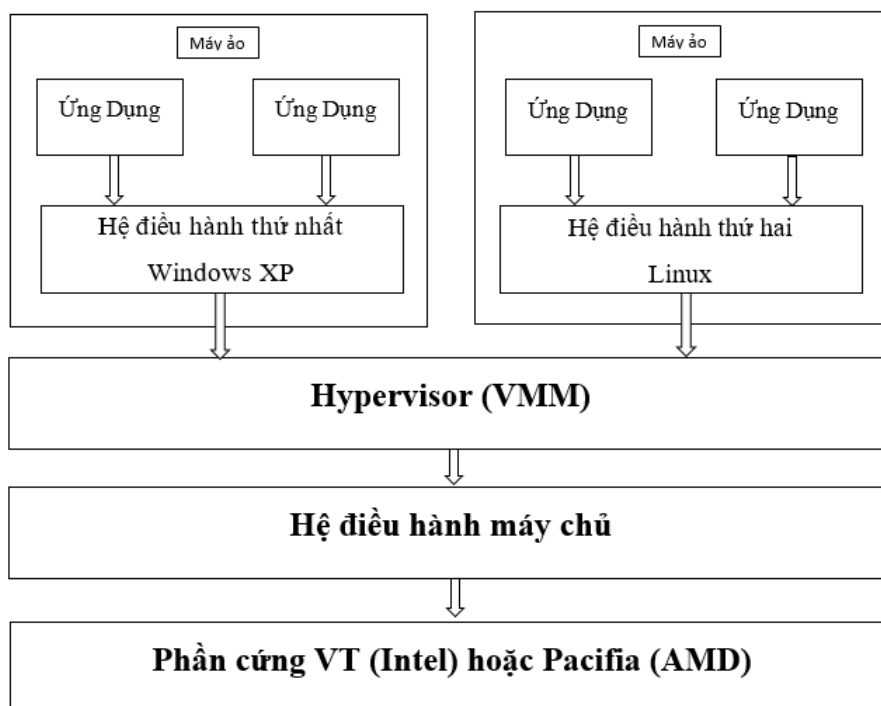 Máy ảo
Máy ảo
Ứng Dụng
Ứng Dụng
Ứng Dụng
Ứng Dụng
Hệ điều hành thứ nhất
Windows XP
Hệ điều hành thứ hai
Linux
Hypervisor (VMM)
Hệ điều hành máy chủ
Phần cứng VT (Intel) hoặc Pacifia (AMD)